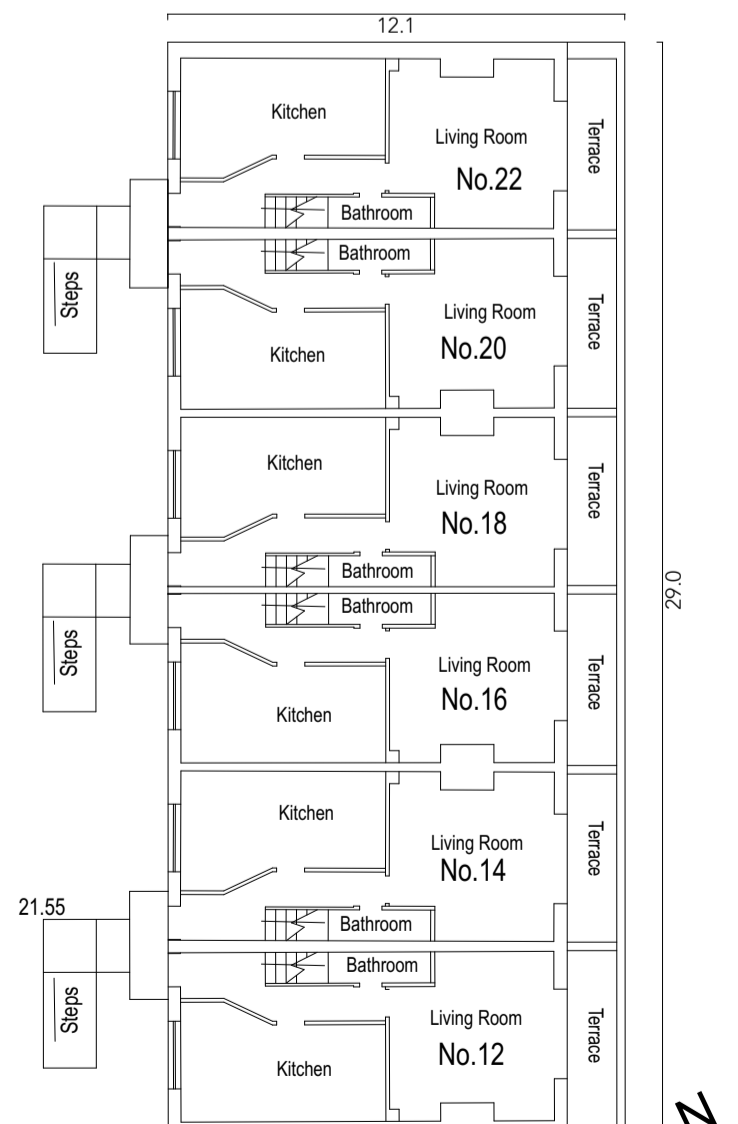 12.1
Kitchen
Living Room
No.22
Terrace
Bathroom
Bathroom
Steps
Living Room
No.20
Terrace
Kitchen
Kitchen
Living Room
No.18
Terrace
Bathroom
29.0
Bathroom
Steps
Living Room
No.16
Terrace
Kitchen
Kitchen
Living Room
No.14
Terrace
21.55
Bathroom
Bathroom
Steps
Living Room
No.12
Terrace
Kitchen
N